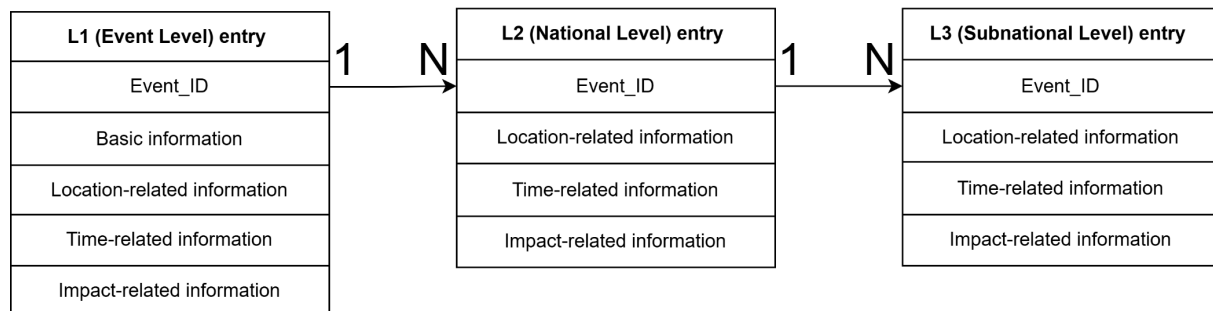 L1 (Event Level) entry
Event_ID
Basic information
Location-related information
Time-related information
Impact-related information
1
N
L2 (National Level) entry
Event_ID
Location-related information
Time-related information
Impact-related information
1
N
L3 (Subnational Level) entry
Event_ID
Location-related information
Time-related information
Impact-related information